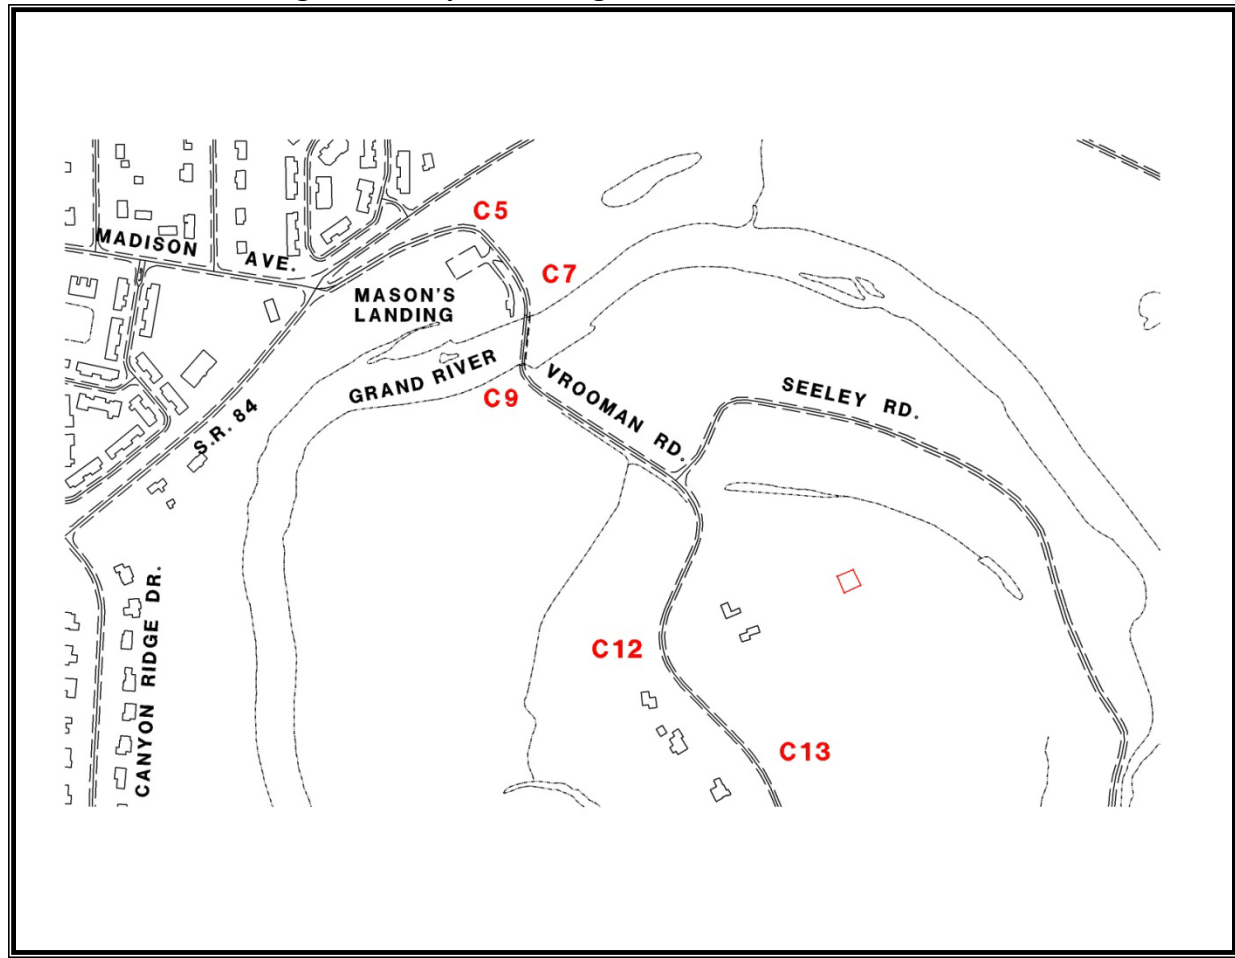 C5
MADISON AVE.
C7
MASON'S
LANDING
GRAND RIVER
VROOMAN RD.
SEELEY RD.
C9
S.R. 84
CANYON RIDGE DR.
C12
C13